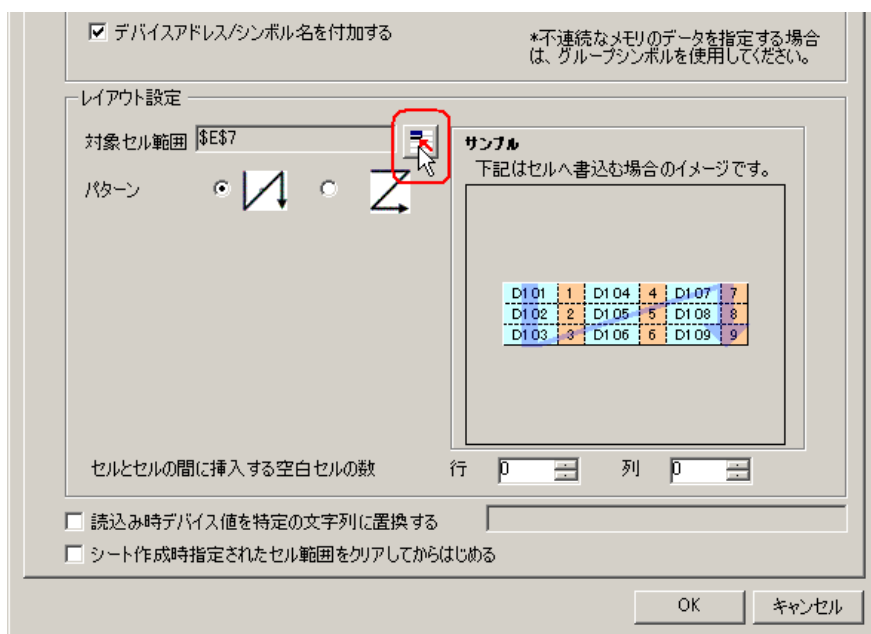 デバイスアドレス/シンボル名を付加する
*不連続なメモリのデータを指定する場合
は、グループシンボルを使用してください。
レイアウト設定
対象セル範囲 $E$7
サンプル
下記はセルへ書込む場合のイメージです。
パターン
D101 1 D104 4 D107 7
D102 2 D105 5 D108 8
D103 3 D106 6 D109 9
セルとセルの間に挿入する空白セルの数 行 0 列 0
読込み時デバイス値を特定の文字列に置換する
シート作成時指定されたセル範囲をクリアしてからはじめる
OK キャンセル